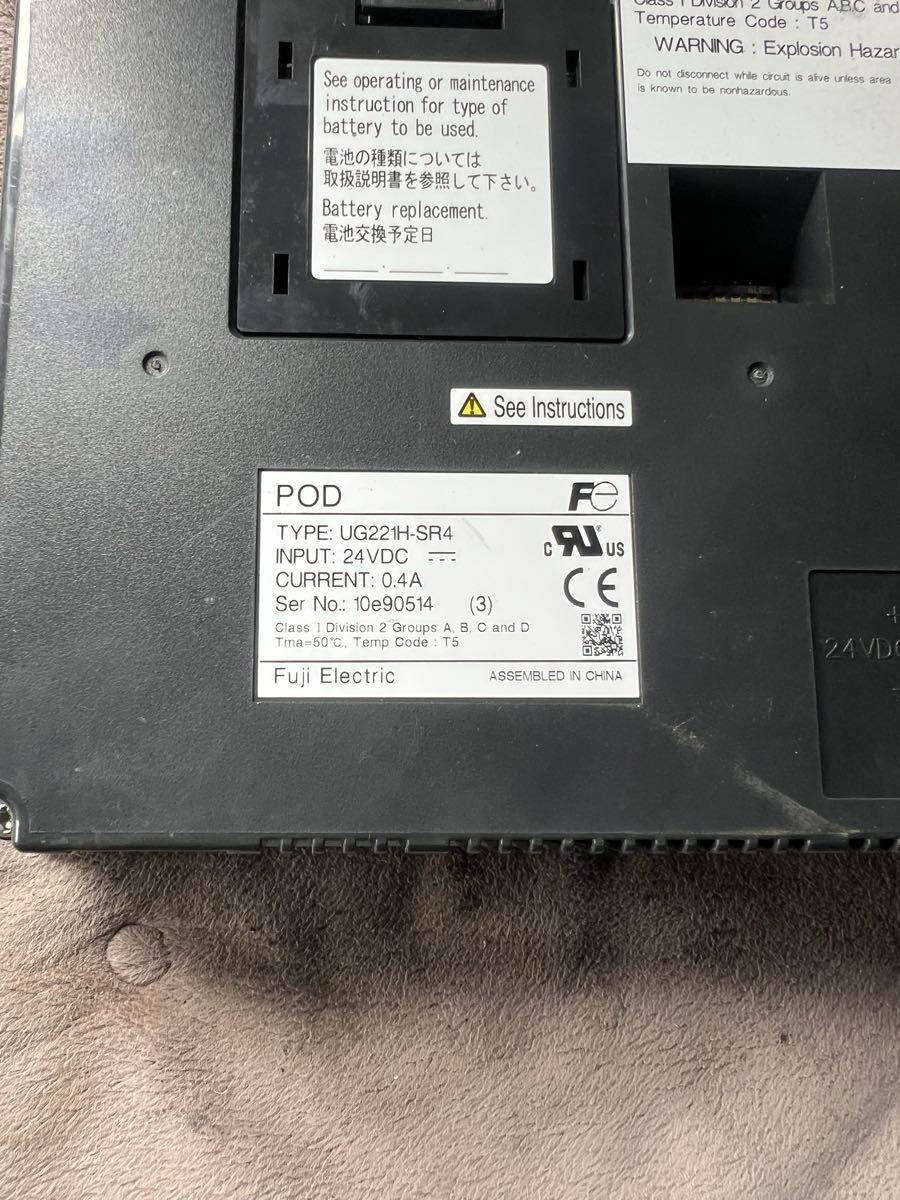 Class I Division 2 Groups A,B,C and
Temperature Code : T5
WARNING : Explosion Hazar
Do not disconnect while circuit is alive unless area
is known to be nonhazardous.
See operating or maintenance
instruction for type of
battery to be used.
電池の種類については
取扱説明書を参照して下さい。
Battery replacement.
電池交換予定日
See Instructions
POD
Fe
TYPE: UG221H-SR4
INPUT: 24VDC
CURRENT: 0.4A
Ser No.: 10e90514 (3)
Class I Division 2 Groups A, B, C and D
Tma=50℃, Temp Code : T5
c RU US
CE
Fuji Electric
ASSEMBLED IN CHINA
+
24VDC